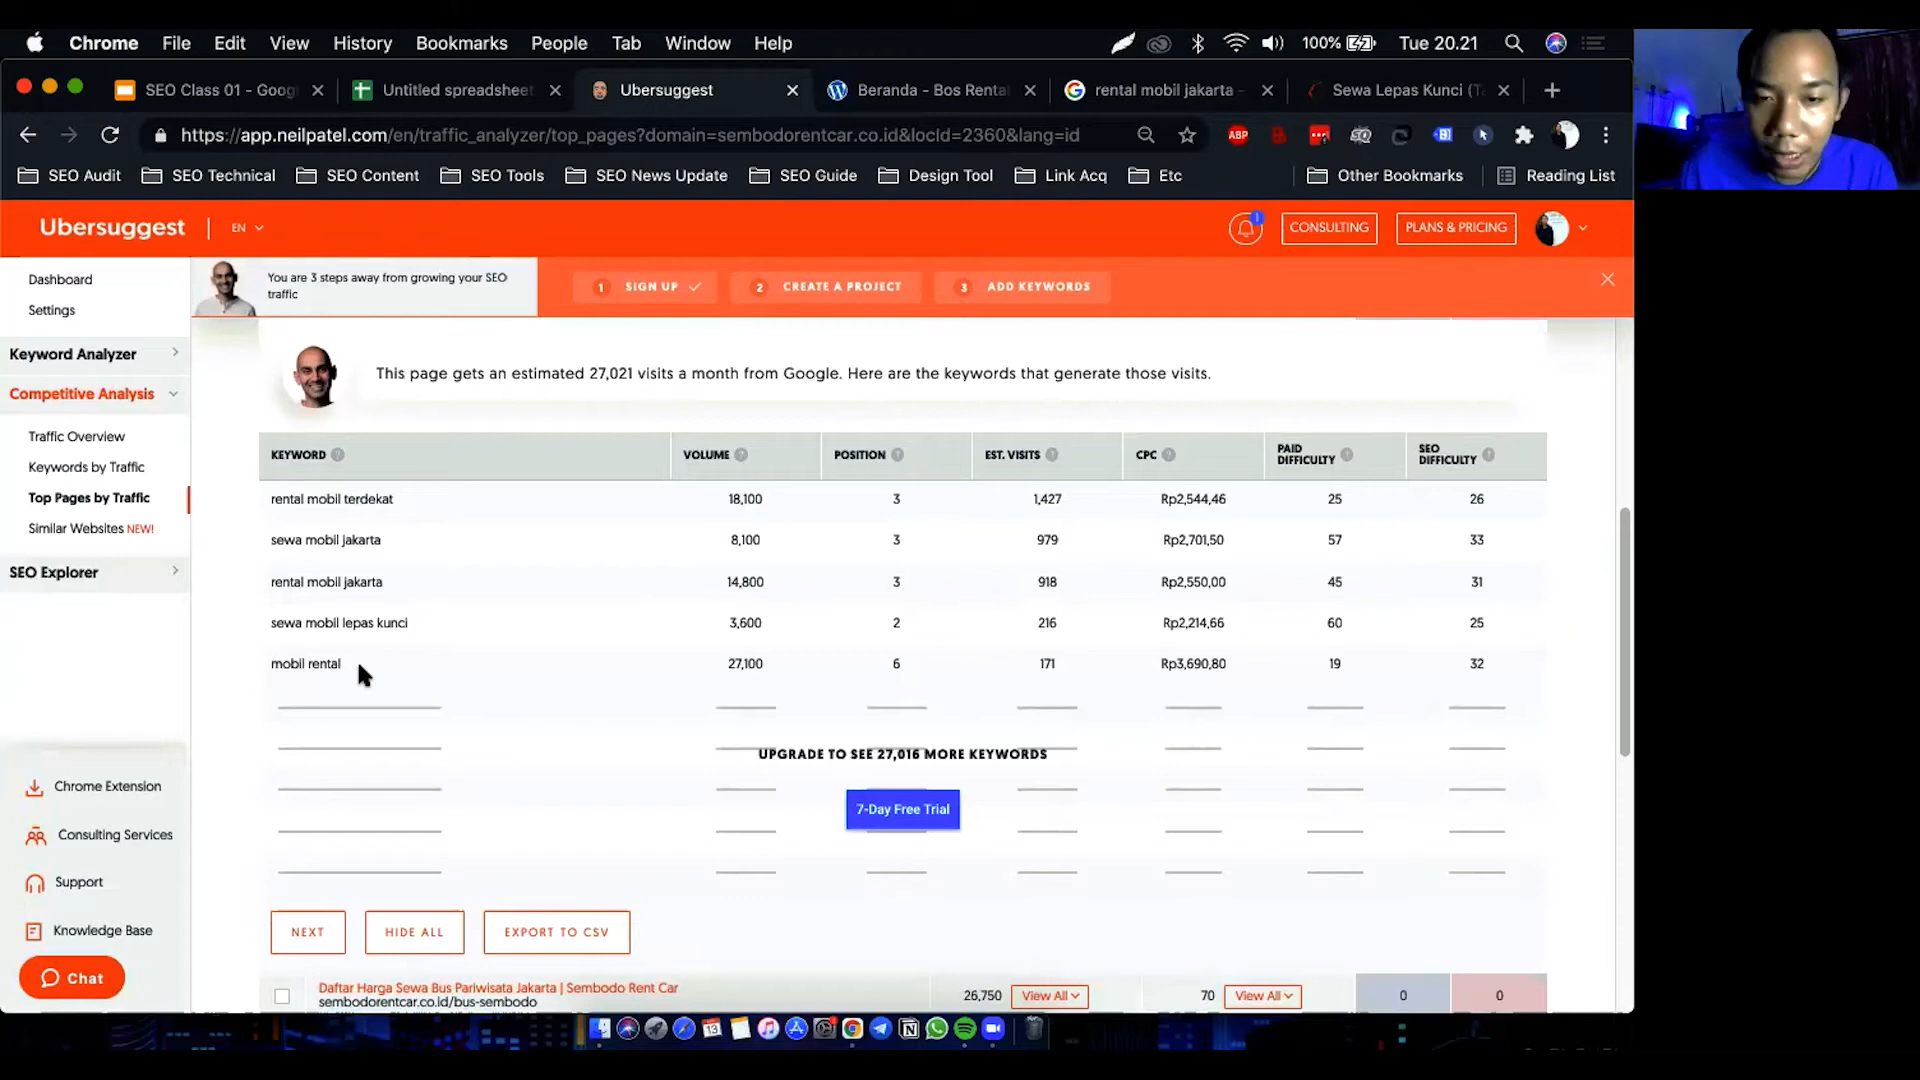 Chrome File Edit View History Bookmarks People Tab Window Help 100% Tue 20.21
SEO Class 01 - Goog
Untitled spreadsheet
Ubersuggest
Beranda - Bos Renta
rental mobil jakarta -
Sewa Lepas Kunci (T
https://app.neilpatel.com/en/traffic_analyzer/top_pages?domain=sembodorentcar.co.id&locId=2360&lang=id
ABP
SEO Audit SEO Technical SEO Content SEO Tools SEO News Update SEO Guide Design Tool Link Acq Etc Other Bookmarks Reading List
Ubersuggest EN
1
CONSULTING PLANS & PRICING
Dashboard
Settings
Keyword Analyzer
Competitive Analysis
Traffic Overview
Keywords by Traffic
Top Pages by Traffic
Similar Websites NEW!
SEO Explorer
Chrome Extension
Consulting Services
Support
Knowledge Base
Chat
You are 3 steps away from growing your SEO
traffic
1 SIGN UP 2 CREATE A PROJECT 3 ADD KEYWORDS
This page gets an estimated 27,021 visits a month from Google. Here are the keywords that generate those visits.
KEYWORD VOLUME POSITION EST. VISITS CPC PAID DIFFICULTY SEO DIFFICULTY
rental mobil terdekat 18,100 3 1,427 Rp2,544,46 25 26
sewa mobil jakarta 8,100 3 979 Rp2,701,50 57 33
rental mobil jakarta 14,800 3 918 Rp2,550,00 45 31
sewa mobil lepas kunci 3,600 2 216 Rp2,214,66 60 25
mobil rental 27,100 6 171 Rp3,690,80 19 32
UPGRADE TO SEE 27,016 MORE KEYWORDS
7-Day Free Trial
NEXT HIDE ALL EXPORT TO CSV
Daftar Harga Sewa Bus Pariwisata Jakarta | Sembodo Rent Car
sembodorentcar.co.id/bus-sembodo
26,750 View All 70 View All 0 0
13